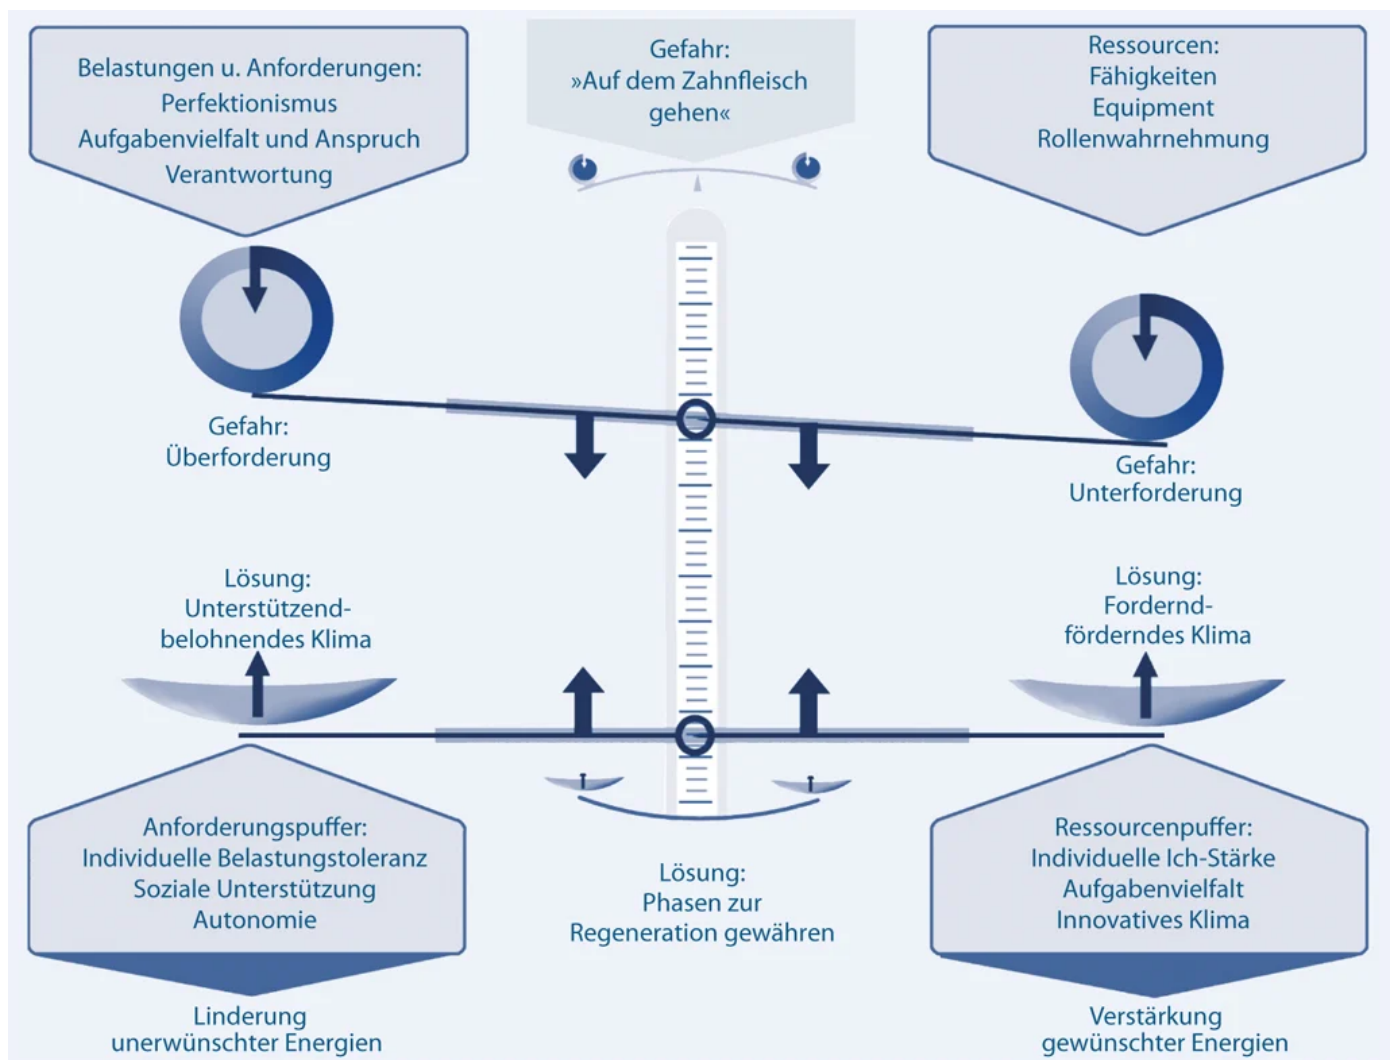 Belastungen u. Anforderungen:
Perfektionismus
Aufgabenvielfalt und Anspruch
Verantwortung
Gefahr:
»Auf dem Zahnfleisch
gehen«
Ressourcen:
Fähigkeiten
Equipment
Rollenwahrnehmung
Gefahr:
Überforderung
Gefahr:
Unterforderung
Lösung:
Unterstützend-
belohnendes Klima
Lösung:
Fordernd-
förderndes Klima
Anforderungspuffer:
Individuelle Belastungstoleranz
Soziale Unterstützung
Autonomie
Lösung:
Phasen zur
Regeneration gewähren
Ressourcenpuffer:
Individuelle Ich-Stärke
Aufgabenvielfalt
Innovatives Klima
Linderung
unerwünschter Energien
Verstärkung
gewünschter Energien